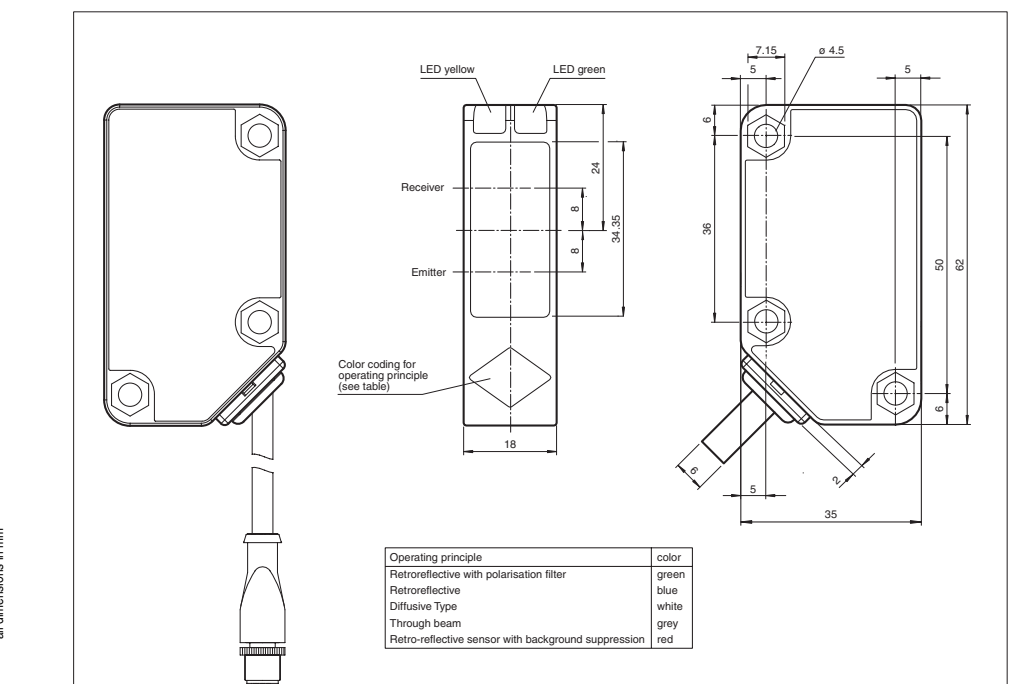 LED yellow
LED green
Receiver
Emitter
Color coding for
operating principle
(see table)
24
8
8
34.35
18
7.15
ø 4.5
5
5
6
36
50
62
6
6
2
5
35
Operating principle color
Retroreflective with polarisation filter green
Retroreflective blue
Diffusive Type white
Through beam grey
Retro-reflective sensor with background suppression red
all dimensions in mm